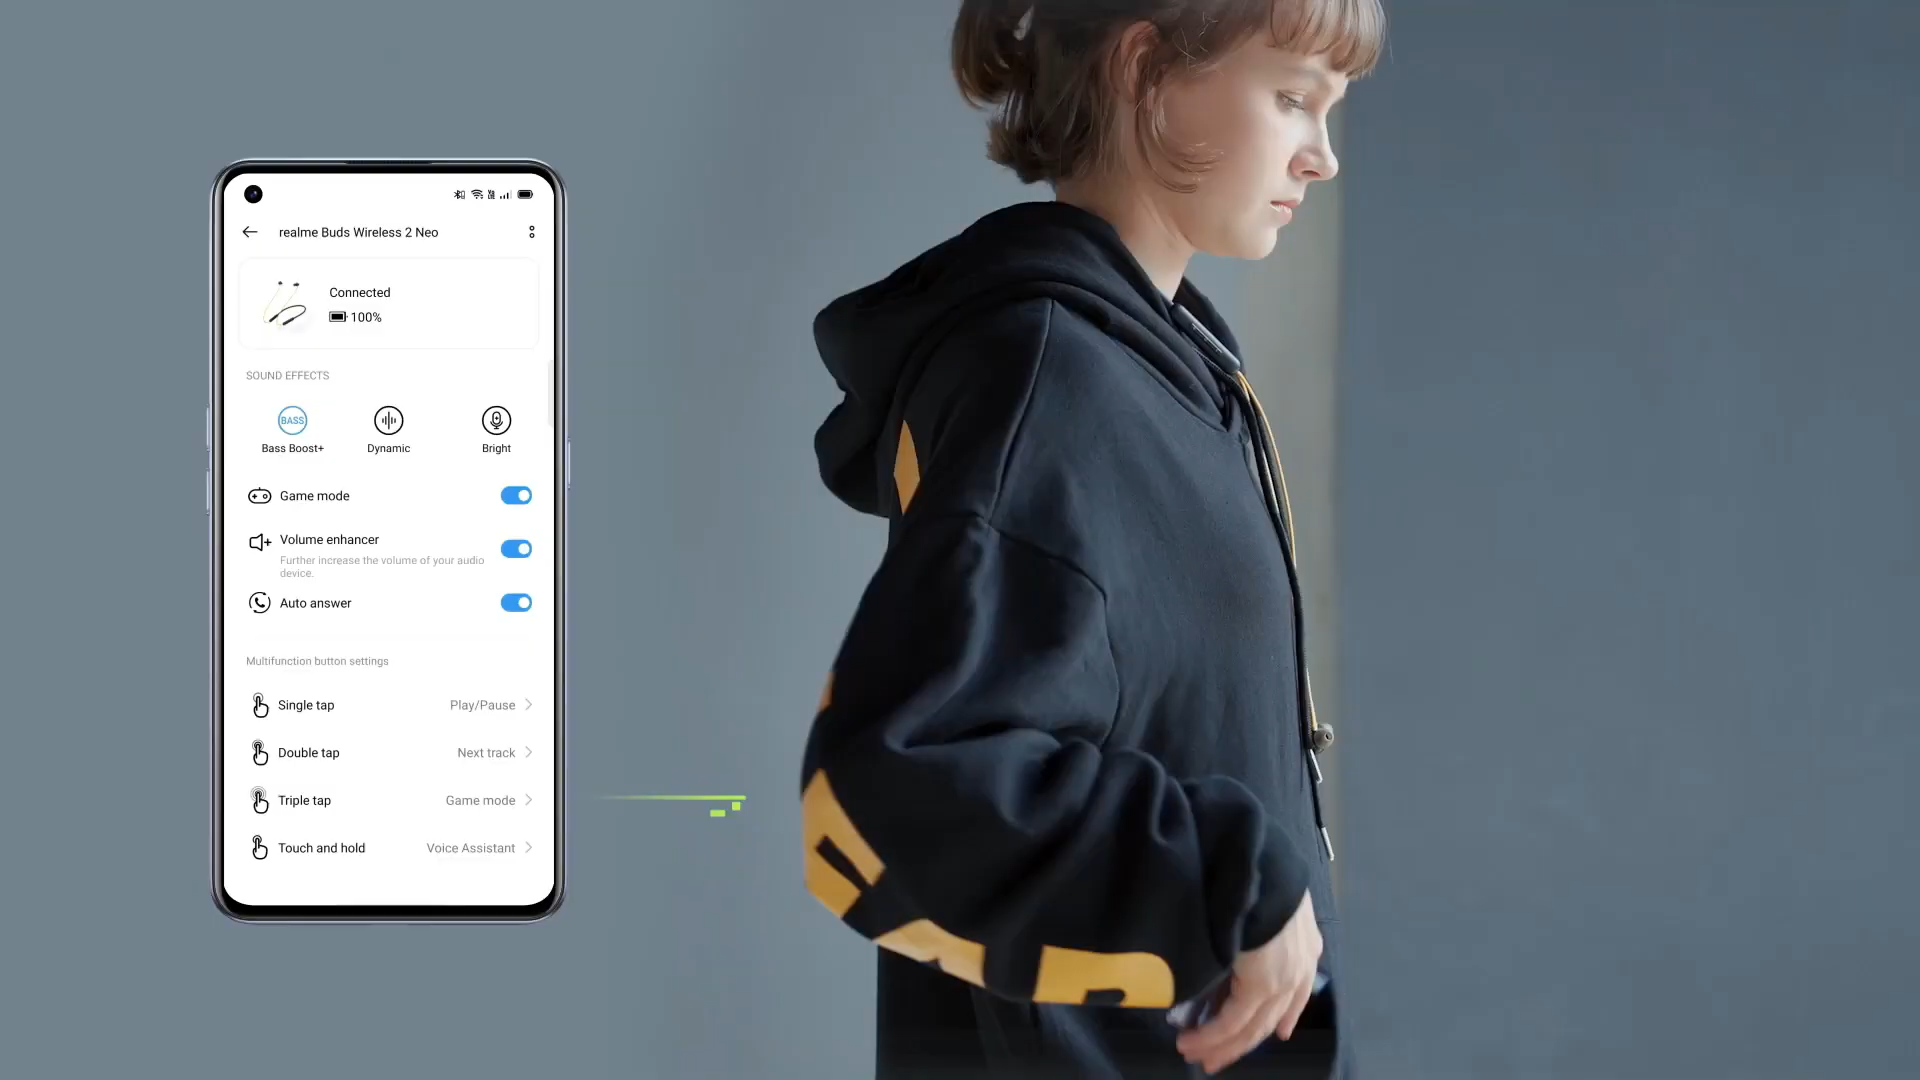 realme Buds Wireless 2 Neo
Connected
100%
SOUND EFFECTS
BASS
Bass Boost+ Dynamic Bright
Game mode
Volume enhancer
Further increase the volume of your audio
device.
Auto answer
Multifunction button settings
Single tap Play/Pause
Double tap Next track
Triple tap Game mode
Touch and hold Voice Assistant